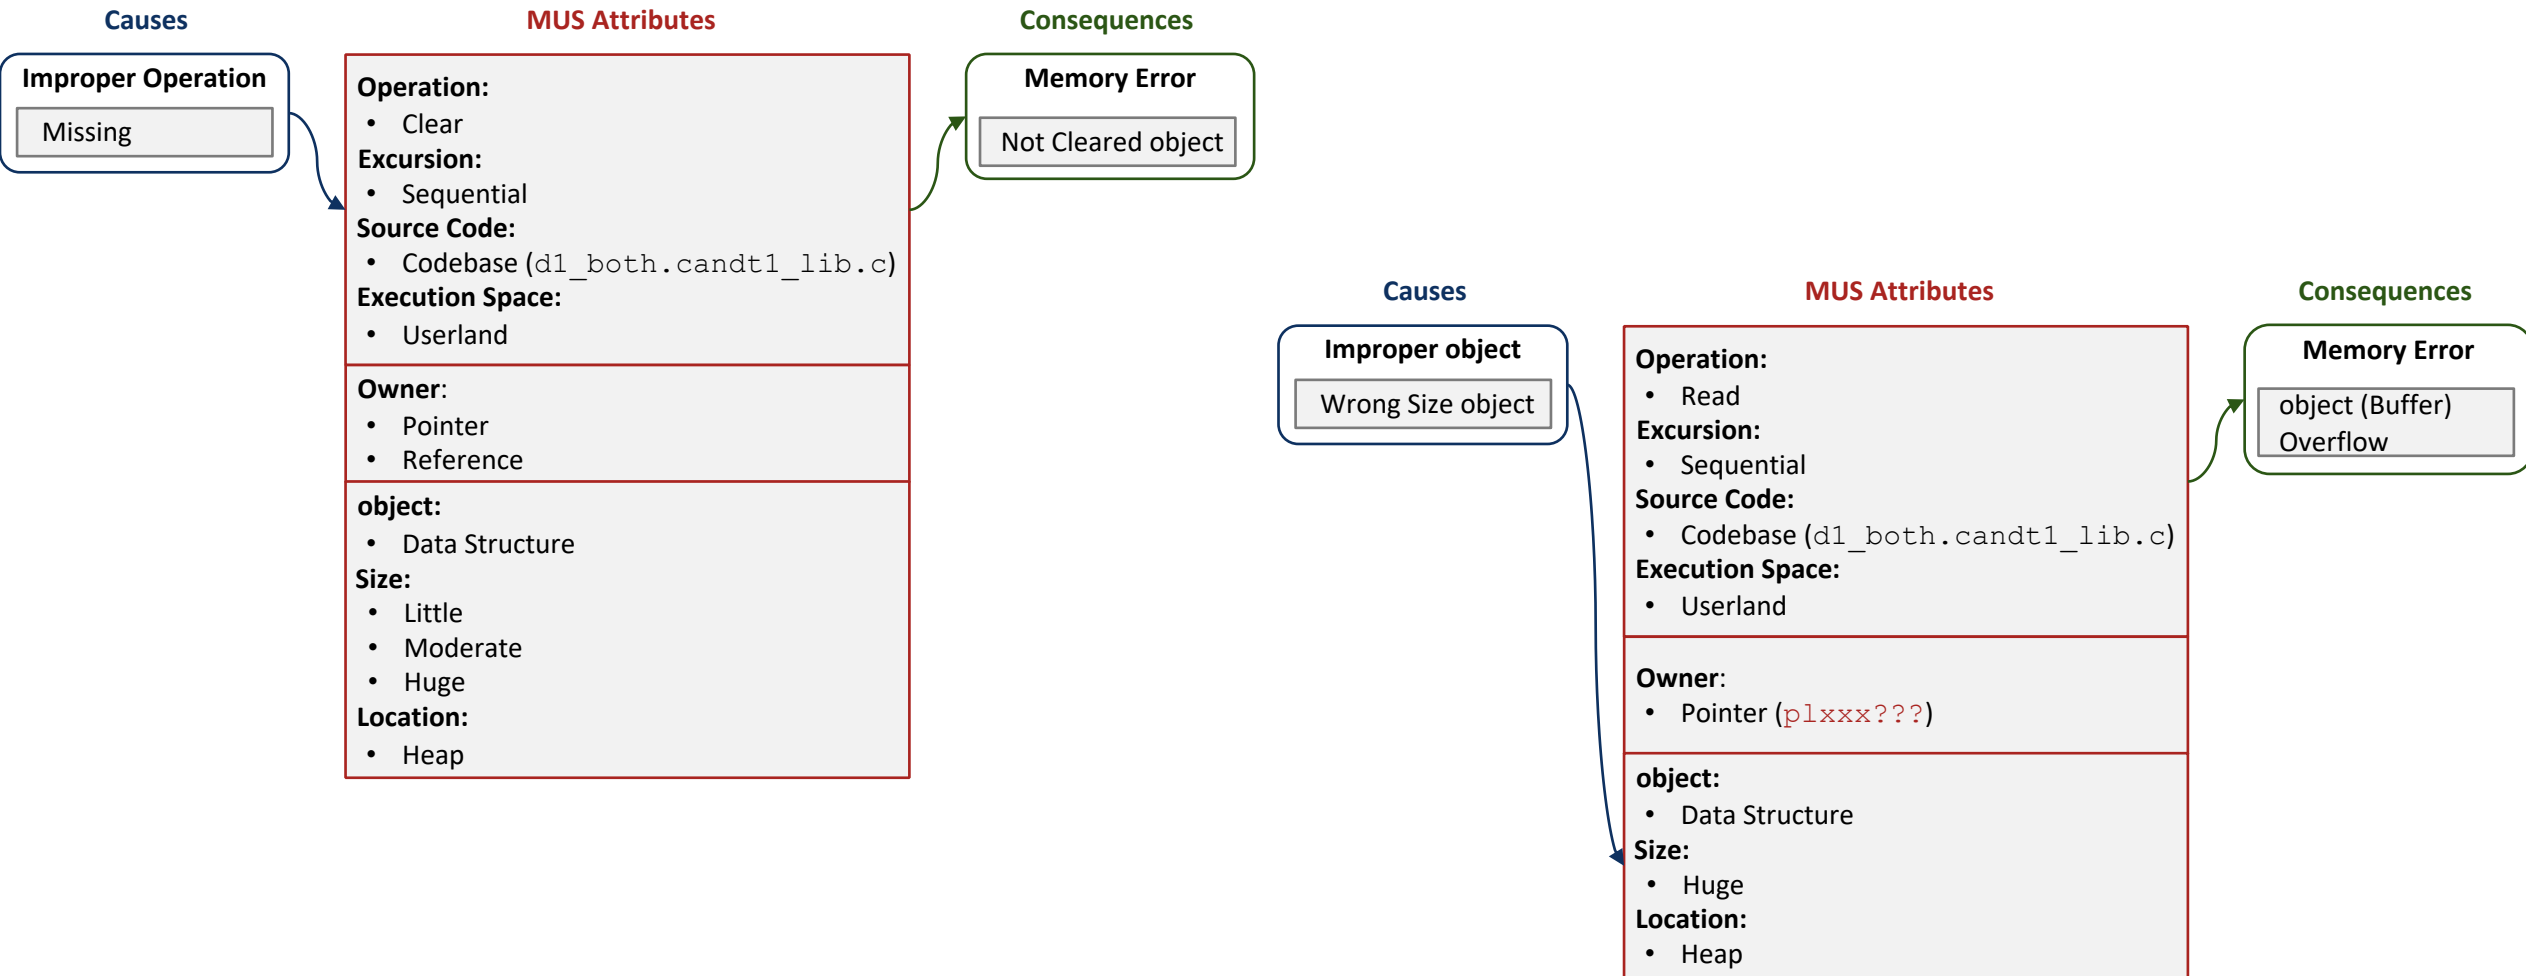 Causes
MUS Attributes
Consequences
Improper Operation
Missing
Operation:
• Clear
Excursion:
• Sequential
Source Code:
• Codebase (d1_both.candt1_lib.c)
Execution Space:
• Userland
Owner:
• Pointer
• Reference
object:
• Data Structure
Size:
• Little
• Moderate
• Huge
Location:
• Heap
Memory Error
Not Cleared object
Causes
MUS Attributes
Consequences
Improper object
Wrong Size object
Operation:
• Read
Excursion:
• Sequential
Source Code:
• Codebase (d1_both.candt1_lib.c)
Execution Space:
• Userland
Owner:
• Pointer (plxxx???)
object:
• Data Structure
Size:
• Huge
Location:
• Heap
Memory Error
object (Buffer)
Overflow